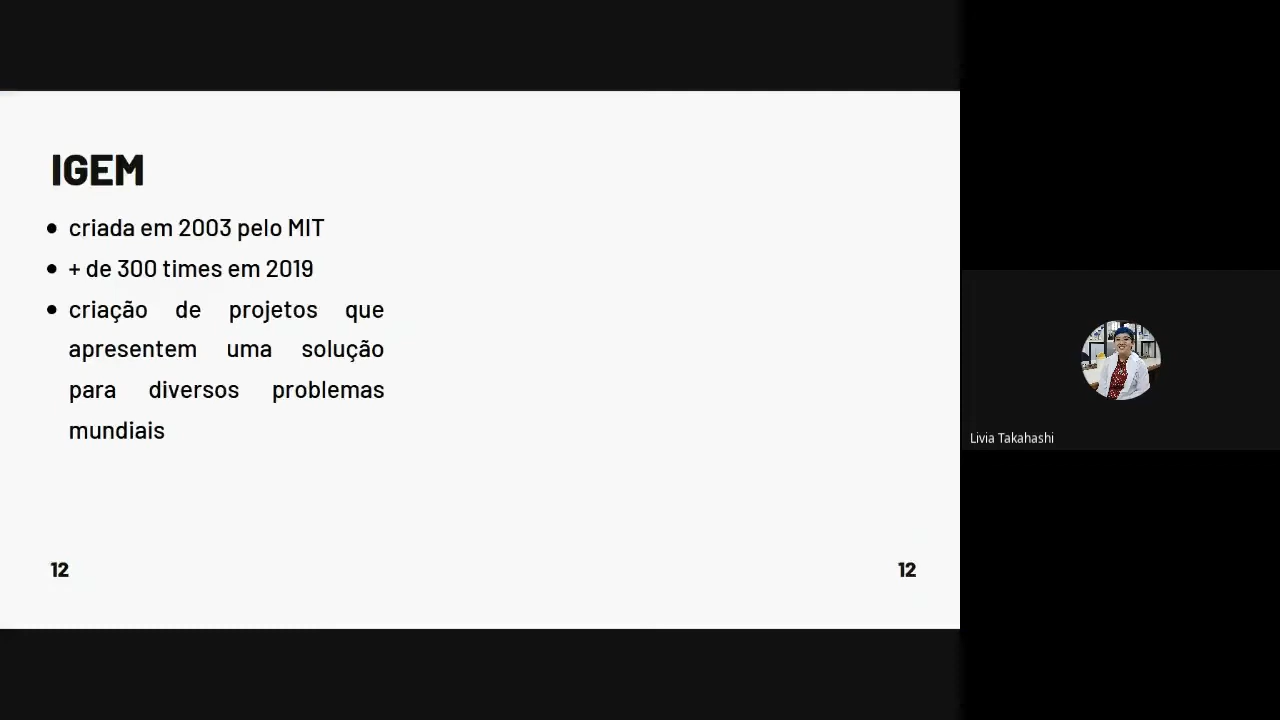 IGEM
criada em 2003 pelo MIT
+ de 300 times em 2019
criação de projetos que
apresentem uma solução
para diversos problemas
mundiais
12
12
Livia Takahashi